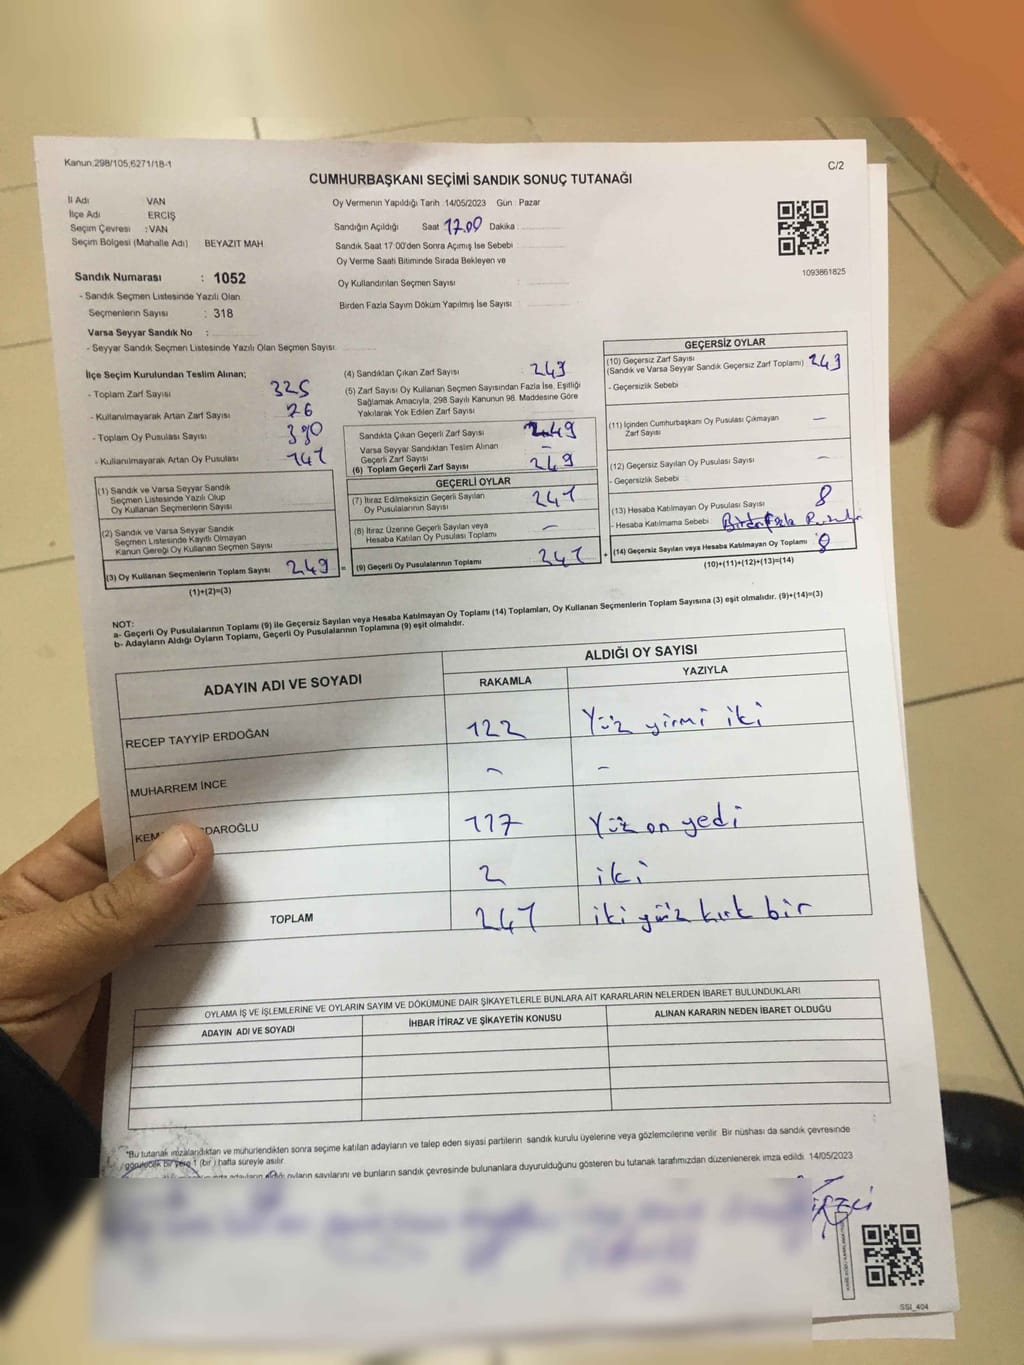 Kanun.298/105,6271/18-1
C/2
CUMHURBAŞKANI SEÇİMİ SANDIK SONUÇ TUTANAĞI
İl Adı VAN
İlçe Adı ERCİŞ
Seçim Çevresi :VAN
Seçim Bölgesi (Mahalle Adı) BEYAZIT MAH.
Oy Vermenin Yapıldığı Tarih :14/05/2023 Gün : Pazar
Sandığın Açıldığı Saat 17.00 Dakika :
Sandık Saat 17:00'den Sonra Açımış İse Sebebi :
Oy Verme Saati Bitiminde Sırada Bekleyen ve
Oy Kullandırılan Seçmen Sayısı :
Birden Fazla Sayım Döküm Yapılmış İse Sayısı :
1093861825
Sandık Numarası : 1052
- Sandık Seçmen Listesinde Yazılı Olan
Seçmenlerin Sayısı : 318
Varsa Seyyar Sandık No :
- Seyyar Sandık Seçmen Listesinde Yazılı Olan Seçmen Sayısı:
İlçe Seçim Kurulundan Teslim Alınan;
- Toplam Zarf Sayısı 325
- Kullanılmayarak Artan Zarf Sayısı 26
- Toplam Oy Pusulası Sayısı 390
- Kullanılmayarak Artan Oy Pusulası 141
(1) Sandık ve Varsa Seyyar Sandık
Seçmen Listesinde Yazılı Olup
Oy Kullanan Seçmenlerin Sayısı
(2) Sandık ve Varsa Seyyar Sandık
Seçmen Listesinde Kayıtlı Olmayan
Kanun Gereği Oy Kullanan Seçmen Sayısı
(3) Oy Kullanan Seçmenlerin Toplam Sayısı 249 =
(1)+(2)=(3)
(4) Sandıktan Çıkan Zarf Sayısı : 249
(5) Zarf Sayısı Oy Kullanan Seçmen Sayısından Fazla İse, Eşitliği
Sağlamak Amacıyla, 298 Sayılı Kanunun 98. Maddesine Göre
Yakılarak Yok Edilen Zarf Sayısı
Sandıkta Çıkan Geçerli Zarf Sayısı 249
Varsa Seyyar Sandıktan Teslim Alınan
Geçerli Zarf Sayısı –
(6) Toplam Geçerli Zarf Sayısı 249
GEÇERLİ OYLAR
(7) İtiraz Edilmeksizin Geçerli Sayılan
Oy Pusulasının Sayısı 241
(8) İtiraz Üzerine Geçerli Sayılan veya
Hesaba Katılan Oy Pusulası Toplamı –
(9) Geçerli Oy Pusulalarının Toplamı 241 +
GEÇERSİZ OYLAR
(10) Geçersiz Zarf Sayısı
(Sandık ve Varsa Seyyar Sandık Geçersiz Zarf Toplamı) 249
- Geçersizlik Sebebi
(11) İçinden Cumhurbaşkanı Oy Pusulası Çıkmayan
Zarf Sayısı –
(12) Geçersiz Sayılan Oy Pusulası Sayısı –
- Geçersizlik Sebebi
(13) Hesaba Katılmayan Oy Pusulası Sayısı 8
- Hesaba Katılmama Sebebi Birden Fazla
(14) Geçersiz Sayılan veya Hesaba Katılmayan Oy Toplamı : 8
(10)+(11)+(12)+(13)=(14)
NOT:
a- Geçerli Oy Pusulalarının Toplamı (9) ile Geçersiz Sayılan veya Hesaba Katılmayan Oy Toplamı (14) Toplamları, Oy Kullanan Seçmenlerin Toplam Sayısına (3) eşit olmalıdır. (9)+(14)=(3)
b- Adayların Aldığı Oyların Toplamı, Geçerli Oy Pusulalarının Toplamına (9) eşit olmalıdır.
ADAYIN ADI VE SOYADI
ALDIĞI OY SAYISI
RAKAMLA YAZIYLA
RECEP TAYYİP ERDOĞAN 122 Yüz yirmi iki
MUHARREM İNCE – –
KEM DAROĞLU 117 Yüz on yedi
2 iki
TOPLAM 241 iki yüz kırk bir
OYLAMA İŞ VE İŞLEMLERİNE VE OYLARIN SAYIM VE DÖKÜMÜNE DAİR ŞİKAYETLERLE BUNLARA AİT KARARLARIN NELERDEN İBARET BULUNDUKLARI
ADAYIN ADI VE SOYADI İHBAR İTİRAZ VE ŞİKAYETİN KONUSU ALINAN KARARIN NEDEN İBARET OLDUĞU
*Bu tutanak imzalandıktan ve mühürlendikten sonra seçime katılan adayların ve talep eden siyasi partilerin sandık kurulu üyelerine veya gözlemcilerine verilir. Bir nüshası da sandık çevresinde
görülecek bir yere 1 (bir) hafta süreyle asılır.
oyların sayılarını ve bunların sandık çevresinde bulunanlara duyurulduğunu gösteren bu tutanak tarafımızdan düzenlenerek imza edildi. 14/05/2023
SSI_404